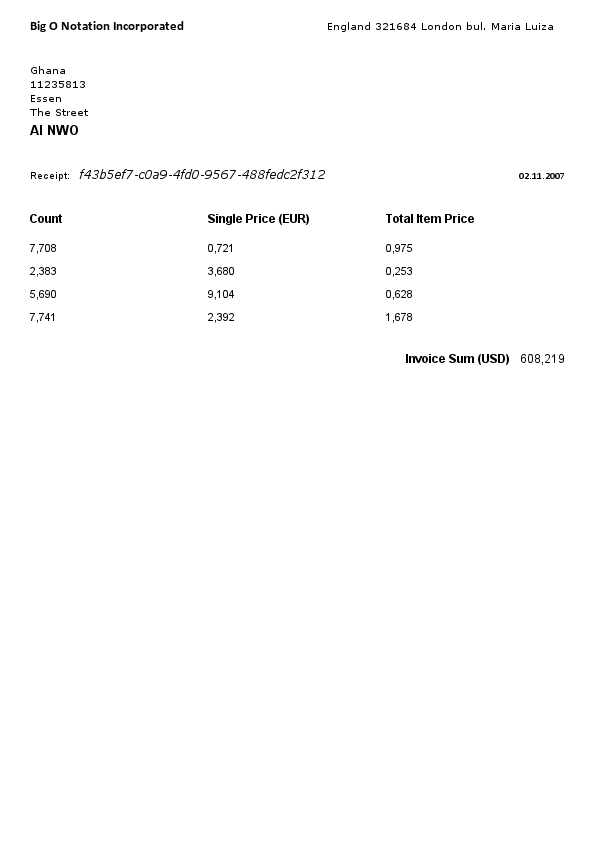 Big O Notation Incorporated England 321684 London bul. Maria Luiza
Ghana
11235813
Essen
The Street
AI NWO
Receipt: f43b5ef7-c0a9-4fd0-9567-488fedc2f312 02.11.2007
Count Single Price (EUR) Total Item Price
7,708 0,721 0,975
2,383 3,680 0,253
5,690 9,104 0,628
7,741 2,392 1,678
Invoice Sum (USD) 608,219